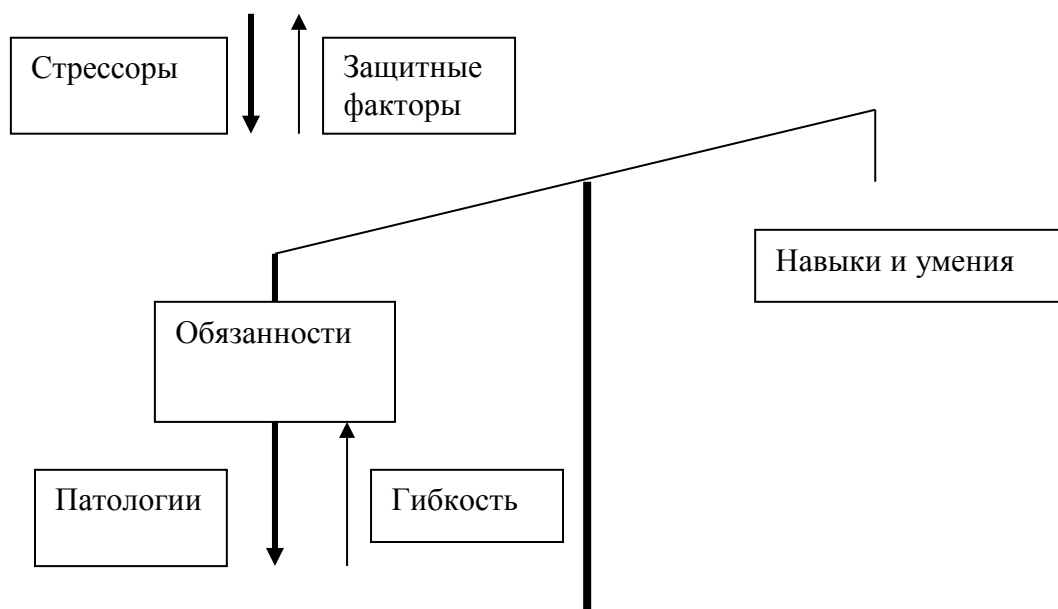 Стрессоры
Защитные
факторы
Навыки и умения
Обязанности
Патологии
Гибкость